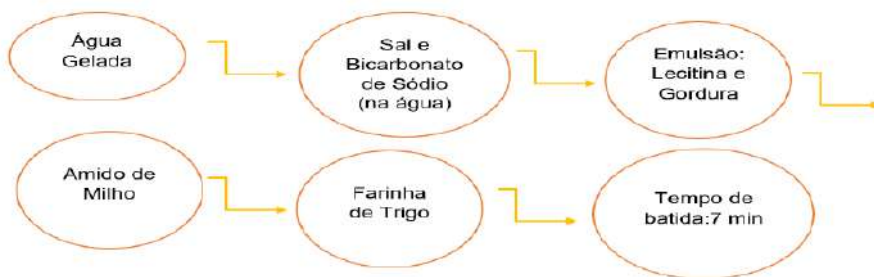 Água
Gelada
Sal e
Bicarbonato
de Sódio
(na água)
Emulsão:
Lecitina e
Gordura
Amido de
Milho
Farinha
de Trigo
Tempo de
batida:7 min